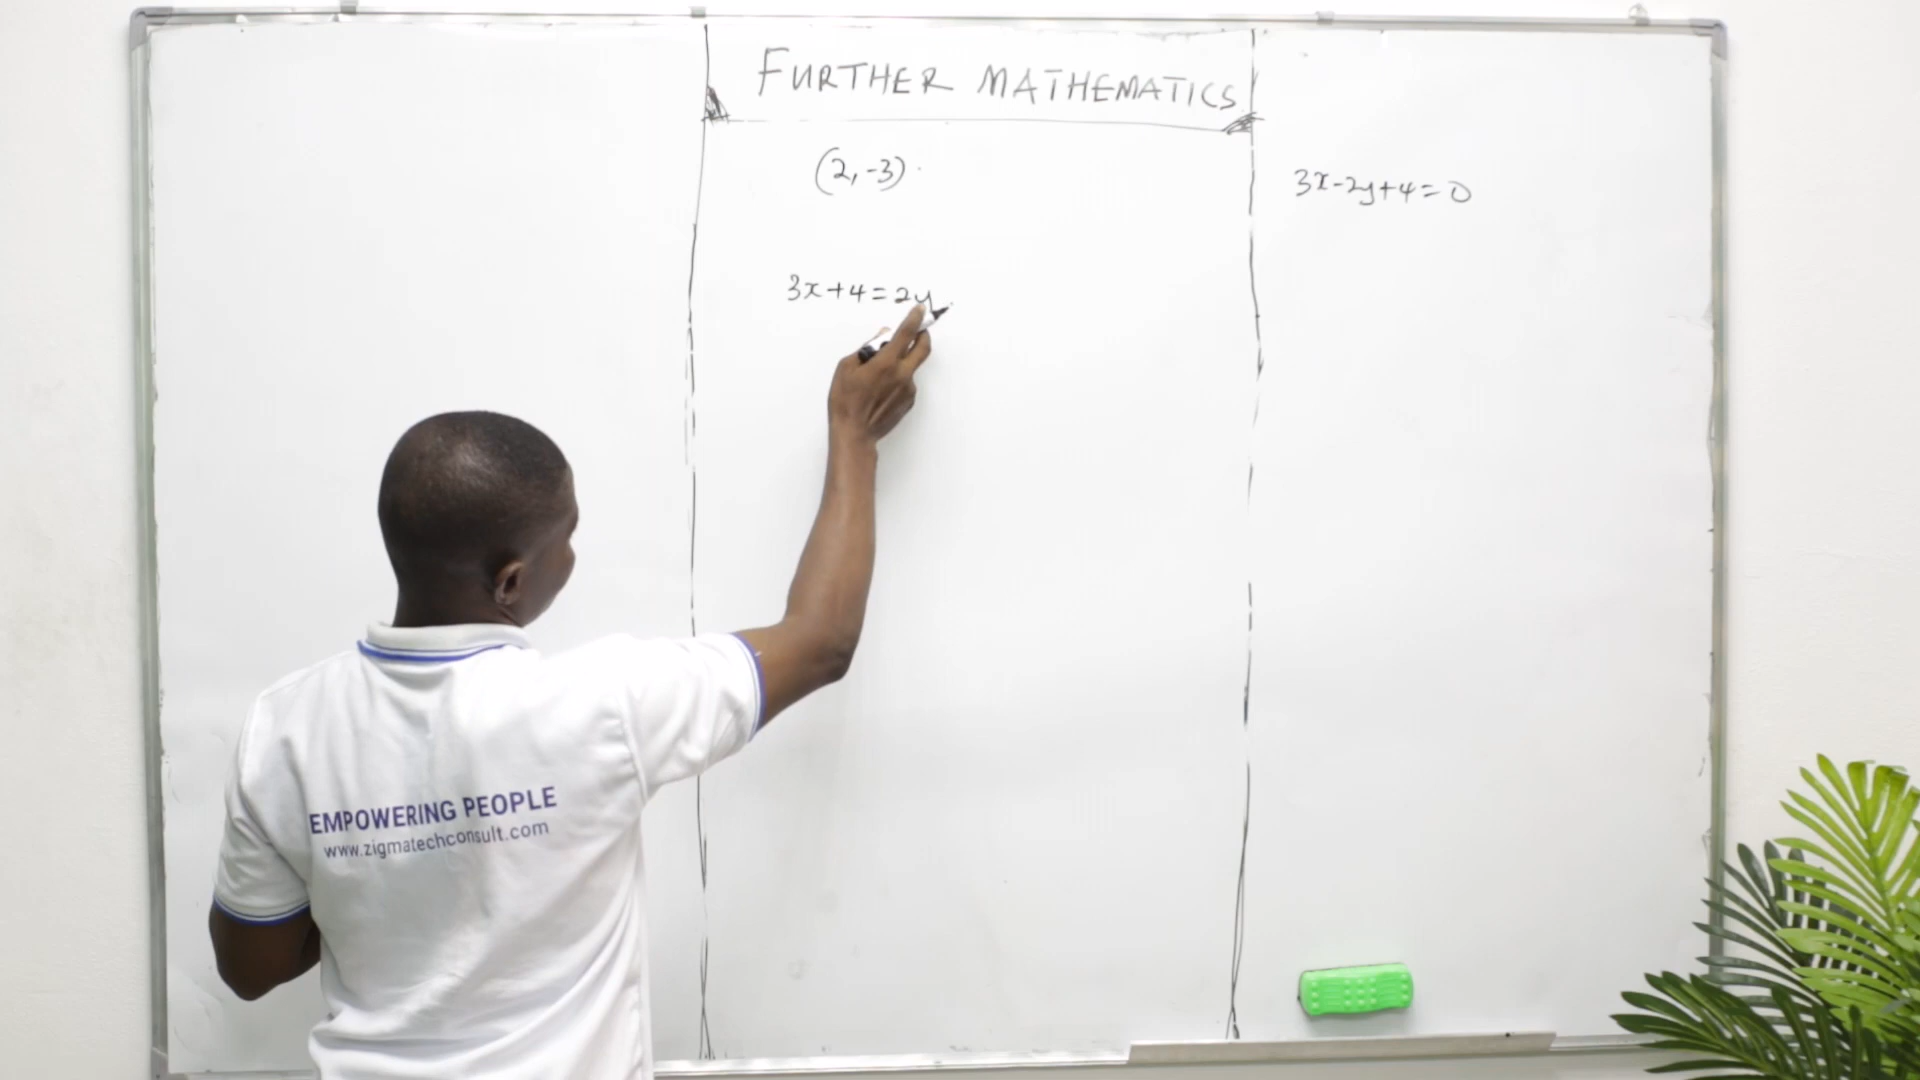 FURTHER MATHEMATICS
(2, -3)
3x+4=2y
3x-2y+4=0
EMPOWERING PEOPLE
www.zigmatechconsult.com